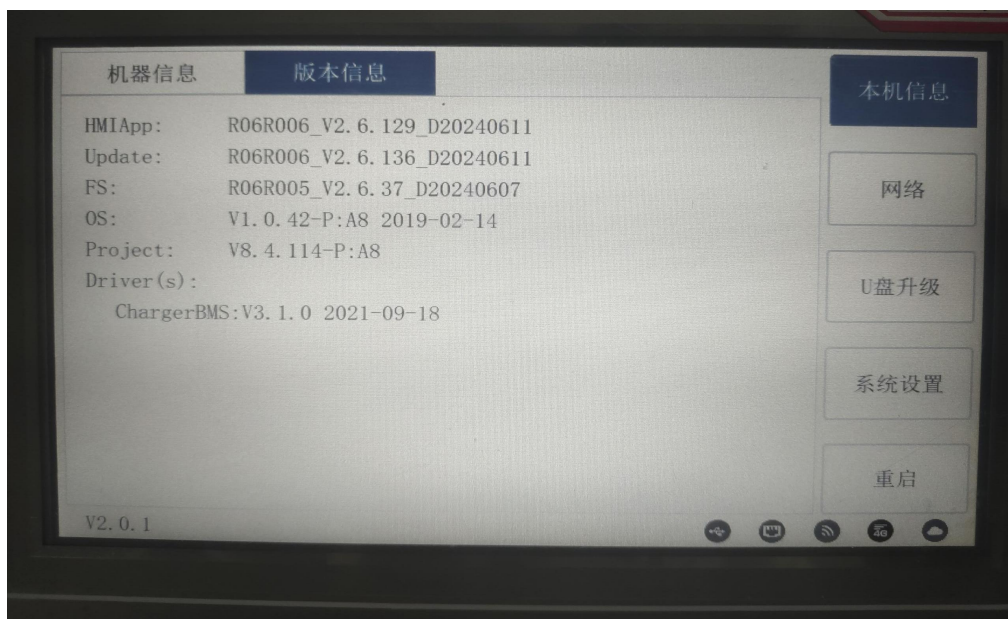 机器信息 版本信息
本机信息
HMIApp: R06R006_V2.6.129_D20240611
Update: R06R006_V2.6.136_D20240611
FS: R06R005_V2.6.37_D20240607
OS: V1.0.42-P:A8 2019-02-14
Project: V8.4.114-P:A8
Driver(s):
ChargerBMS:V3.1.0 2021-09-18
网络
U盘升级
系统设置
重启
V2.0.1
4G